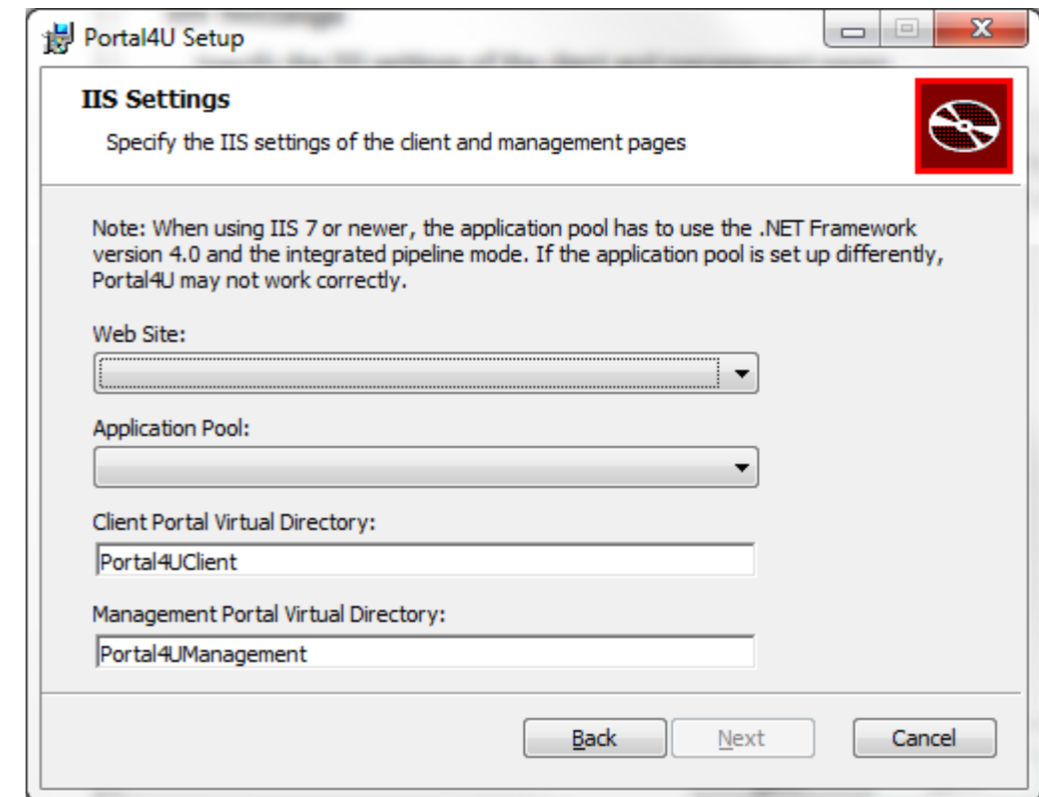 Portal4U Setup
IIS Settings
Specify the IIS settings of the client and management pages
Note: When using IIS 7 or newer, the application pool has to use the .NET Framework
version 4.0 and the integrated pipeline mode. If the application pool is set up differently,
Portal4U may not work correctly.
Web Site:
Application Pool:
Client Portal Virtual Directory:
Portal4UClient
Management Portal Virtual Directory:
Portal4UManagement
Back
Next
Cancel